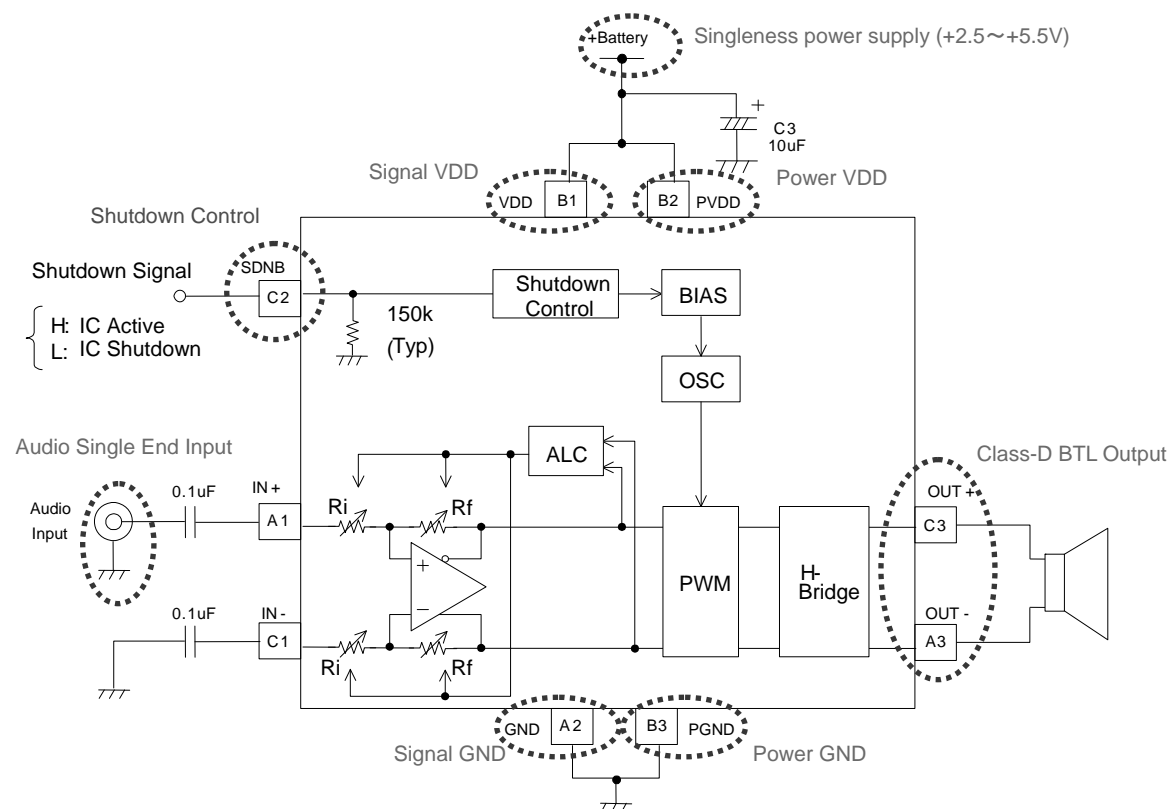 Singleness power supply (+2.5～+5.5V)
+Battery
+
C3
10uF
Signal VDD
Power VDD
VDD
B1
B2
PVDD
Shutdown Control
SDNB
Shutdown Signal
C2
H: IC Active
L: IC Shutdown
150k
(Typ)
Shutdown
Control
BIAS
OSC
Audio Single End Input
ALC
Class-D BTL Output
0.1uF
IN +
Audio
Input
A1
Ri
Rf
OUT +
C3
+
−
PWM
H-
Bridge
0.1uF
IN -
C1
Ri
Rf
OUT -
A3
GND
A2
B3
PGND
Signal GND
Power GND